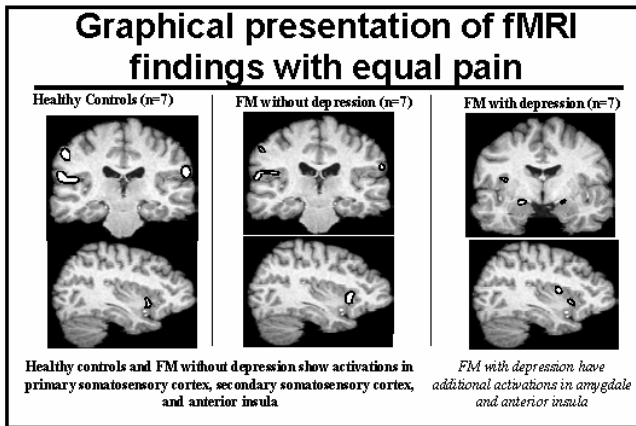 Graphical presentation of fMRI
findings with equal pain
Healthy Controls (n=7)
FM without depression (n=7)
FM with depression (n=7)
Healthy controls and FM without depression show activations in
primary somatosensory cortex, secondary somatosensory cortex,
and anterior insula
FM with depression have
additional activations in amygdale
and anterior insula